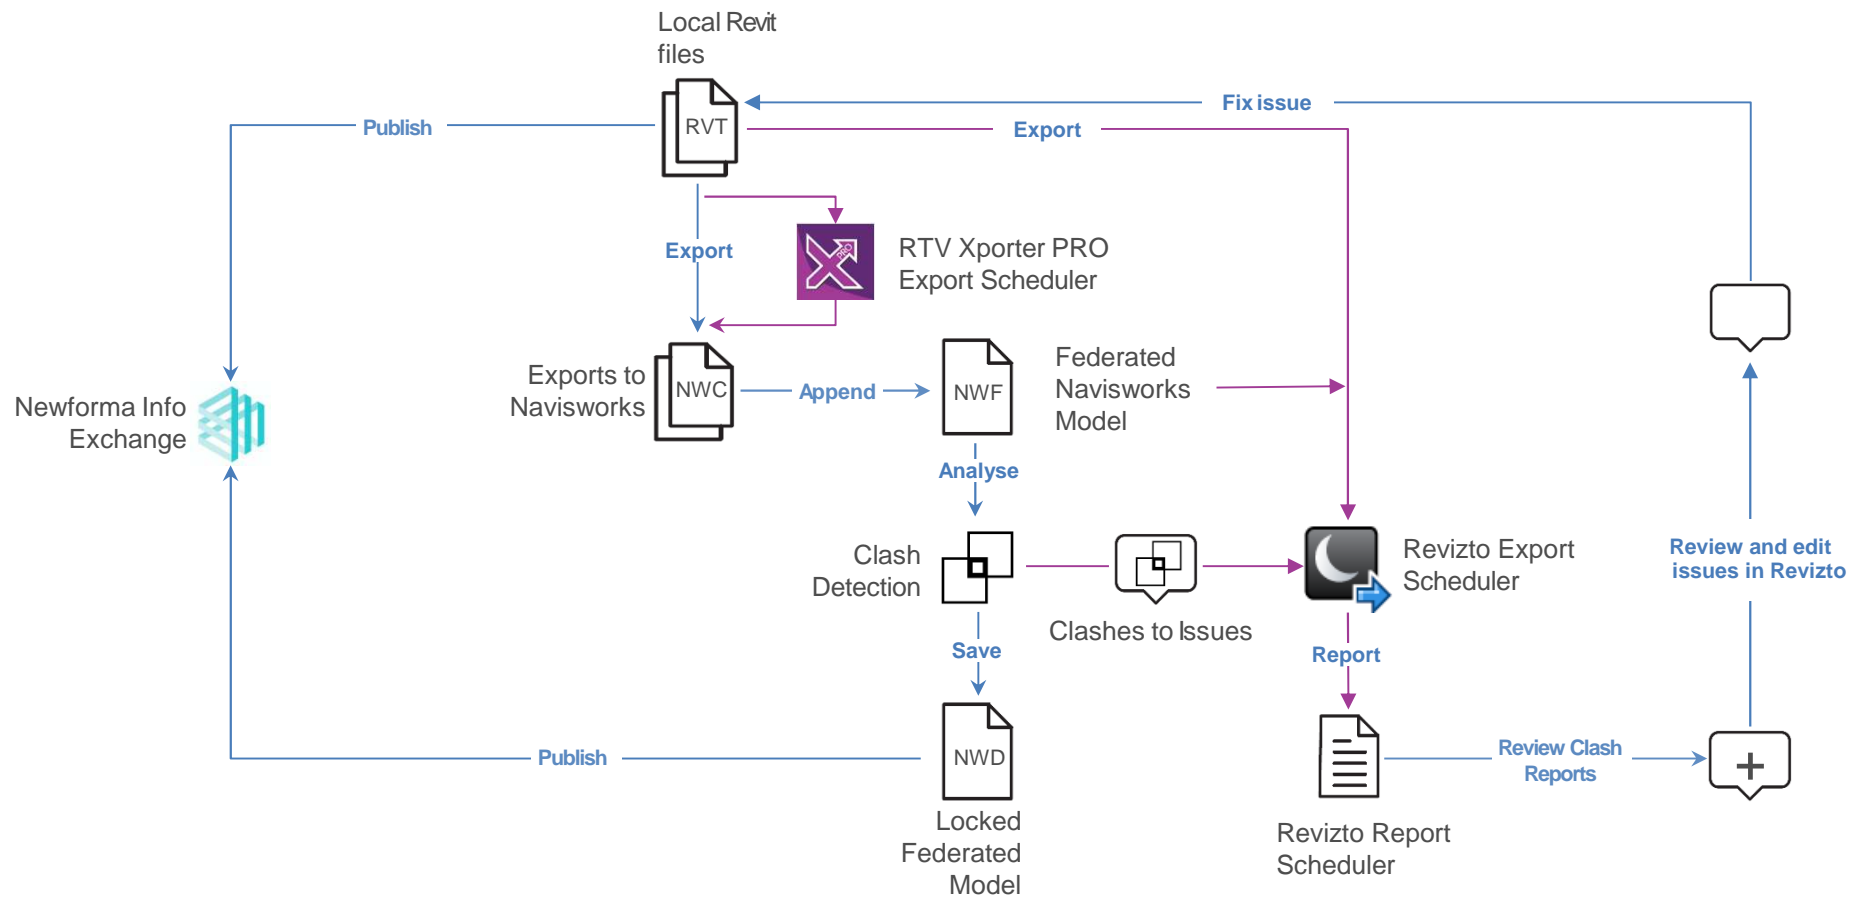 Local Revit
files
RVT
Publish
Fix issue
Export
Export
PRO
RTV Xporter PRO
Export Scheduler
Exports to
Navisworks
NWC
Append
NWF
Federated
Navisworks
Model
Newforma Info
Exchange
Analyse
Clash
Detection
Clashes to Issues
Revizto Export
Scheduler
Review and edit
issues in Revizto
Save
Report
NWD
Publish
Locked
Federated
Model
Review Clash
Reports
+
Revizto Report
Scheduler